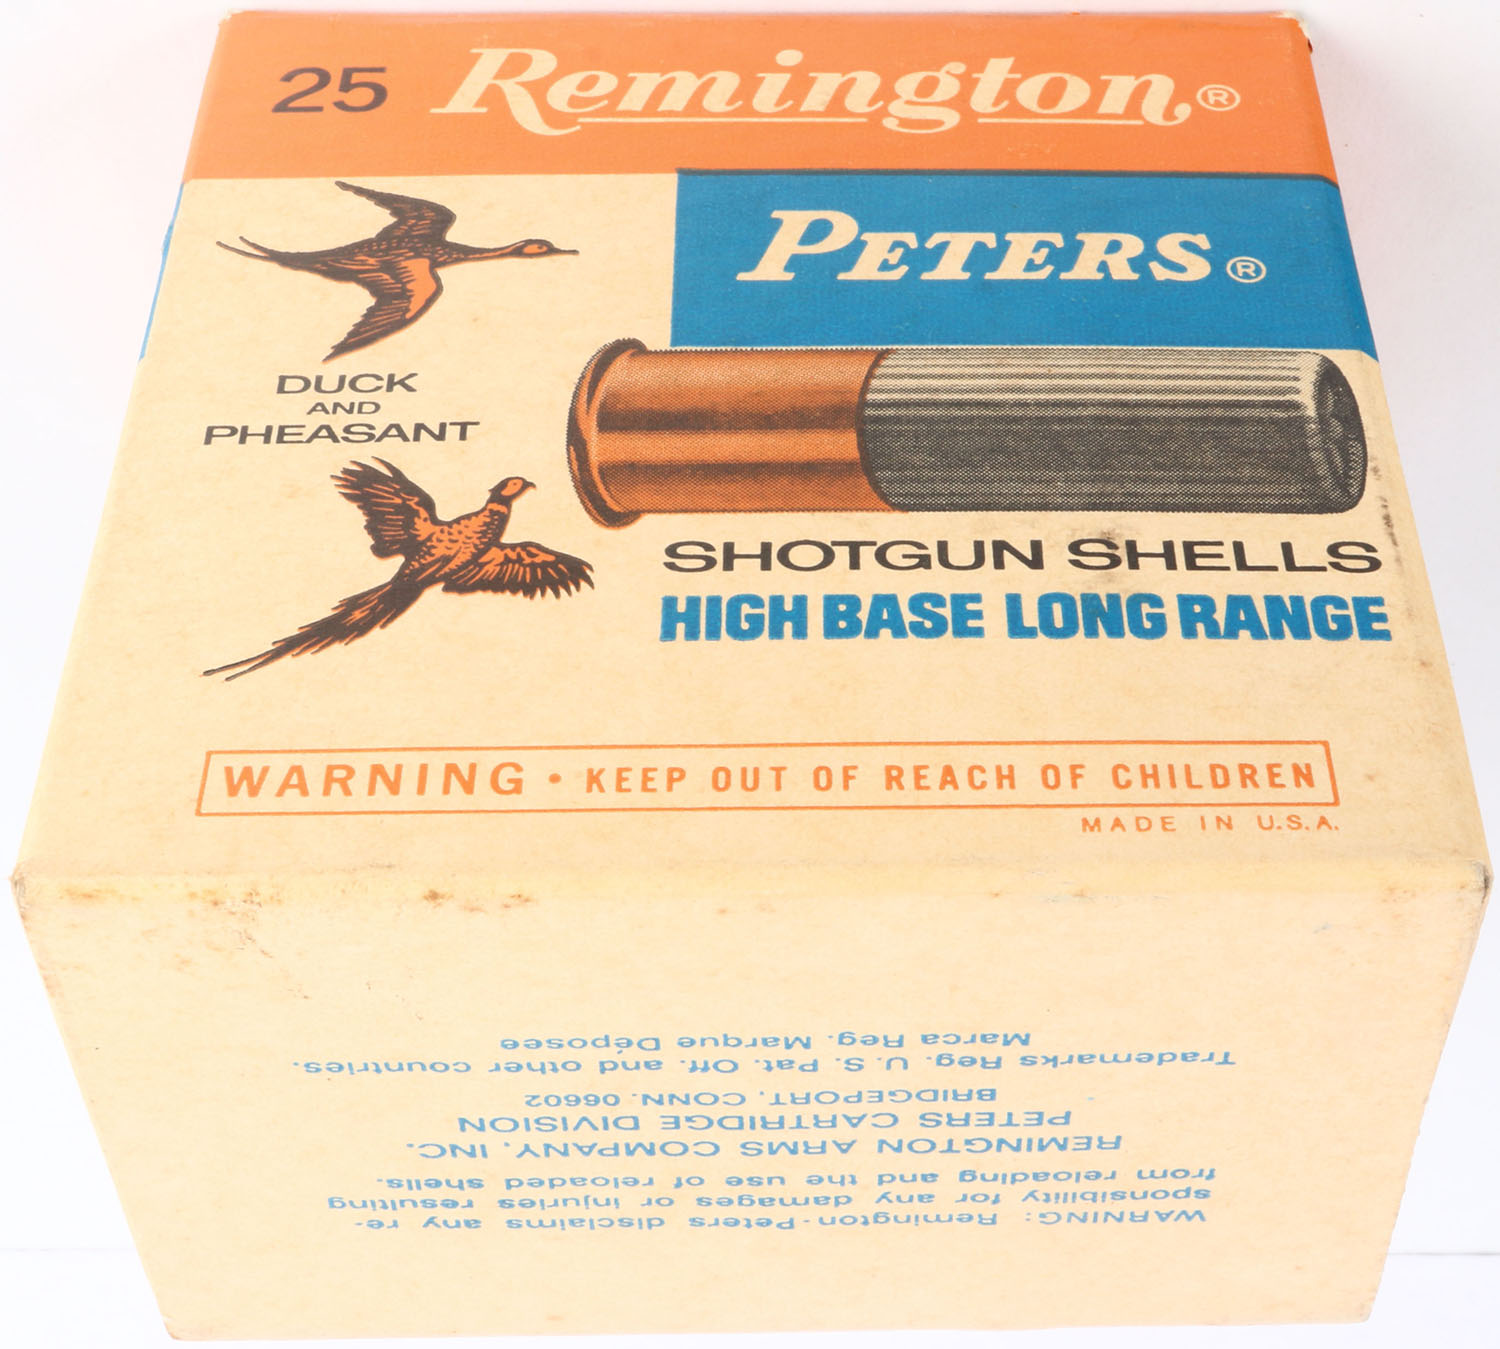 25 Remington®
PETERS®
DUCK
AND
PHEASANT
SHOTGUN SHELLS
HIGH BASE LONG RANGE
WARNING • KEEP OUT OF REACH OF CHILDREN
MADE IN U.S.A.
WARNING: Remington-Peters disclaims any re-
sponsibility for any damages or injuries resulting
from reloading and the use of reloaded shells.
REMINGTON ARMS COMPANY, INC.
PETERS CARTRIDGE DIVISION
BRIDGEPORT, CONN. 06602
Trademarks Reg. U.S. Pat. Off. and other countries.
Marca Reg. Marque Déposee